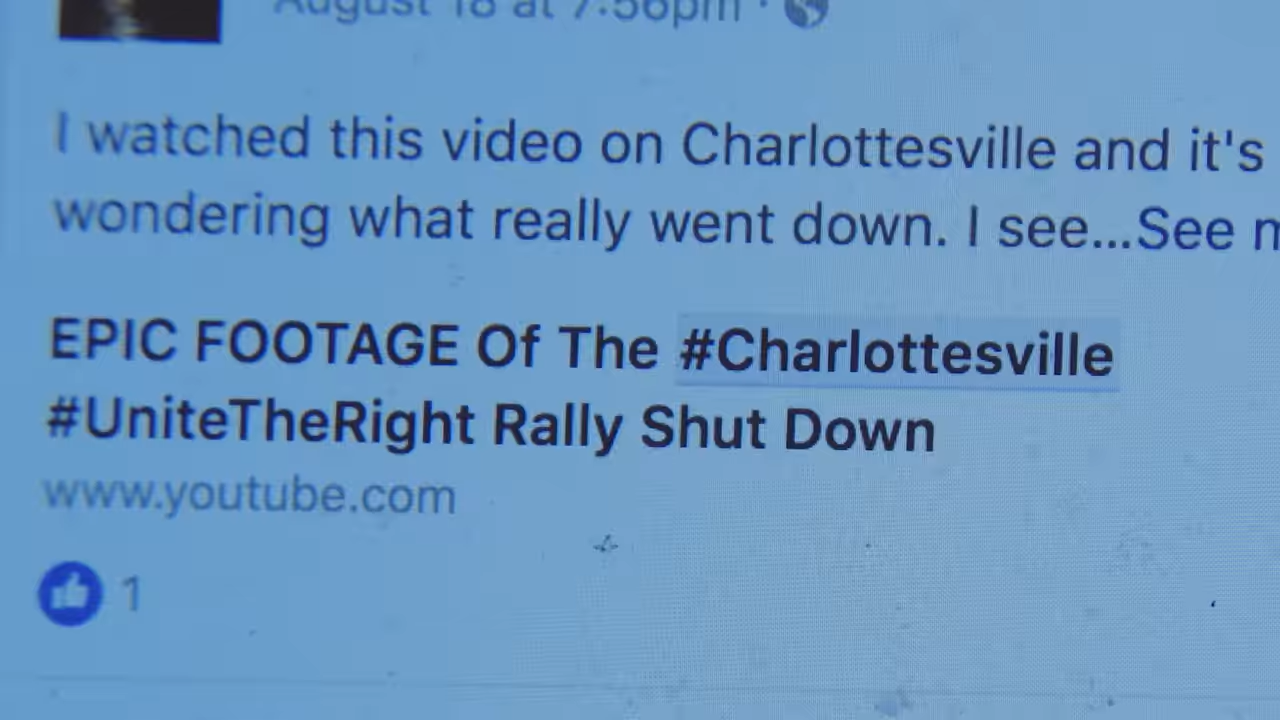 August 18 at 7:56pm ·
I watched this video on Charlottesville and it's
wondering what really went down. I see...See
EPIC FOOTAGE Of The #Charlottesville
#UniteTheRight Rally Shut Down
www.youtube.com
1